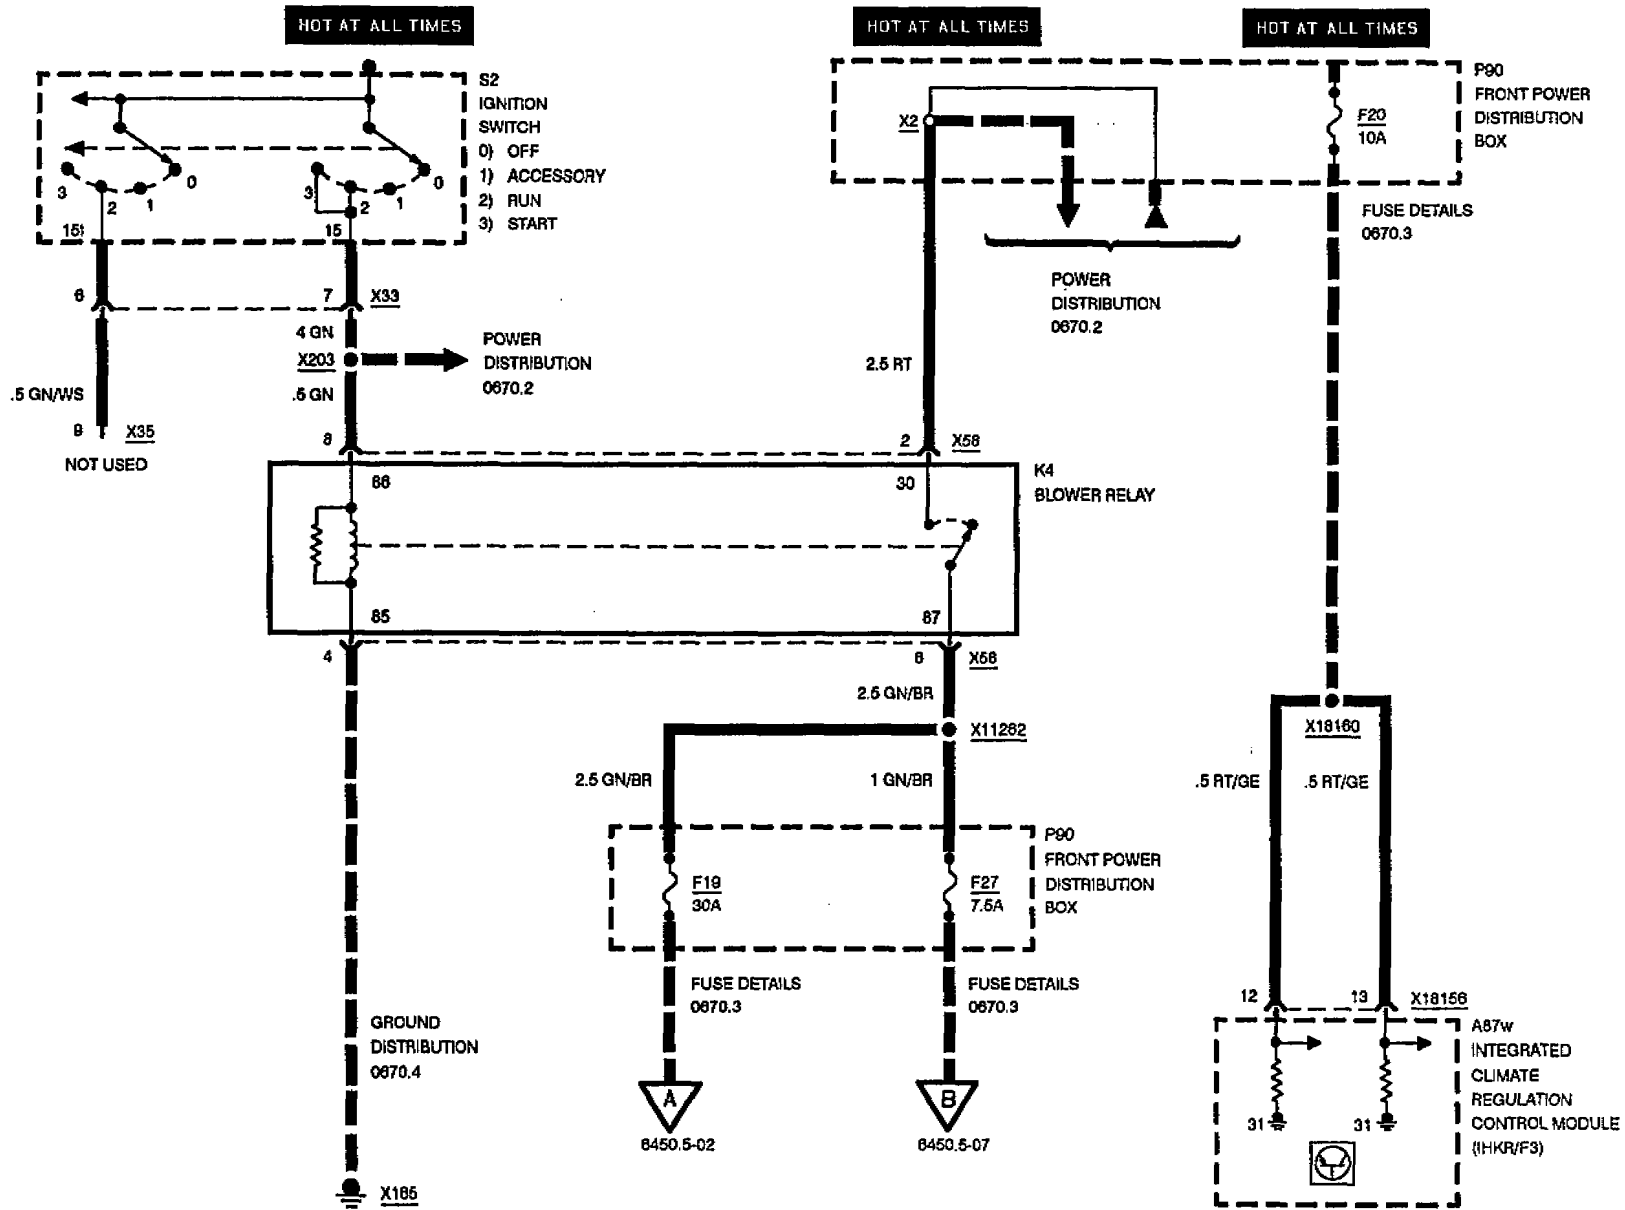 HOT AT ALL TIMES
HOT AT ALL TIMES
HOT AT ALL TIMES
S2
IGNITION
SWITCH
0) OFF
1) ACCESSORY
2) RUN
3) START
3
2
1
0
3
2
1
0
15I
15
6
7
X33
4 GN
X203
.5 GN
POWER
DISTRIBUTION
0670.2
.5 GN/WS
9
X35
NOT USED
8
X2
P90
FRONT POWER
DISTRIBUTION
BOX
F20
10A
FUSE DETAILS
0670.3
POWER
DISTRIBUTION
0670.2
2.5 RT
2
X58
86
30
K4
BLOWER RELAY
85
87
4
6
X56
2.5 GN/BR
X11262
2.5 GN/BR
1 GN/BR
P90
FRONT POWER
DISTRIBUTION
BOX
F19
30A
F27
7.5A
FUSE DETAILS
0670.3
FUSE DETAILS
0670.3
GROUND
DISTRIBUTION
0670.4
A
6450.5-02
B
6450.5-07
X165
X18160
.5 RT/GE
.5 RT/GE
12
13
X18156
A87w
INTEGRATED
CLIMATE
REGULATION
CONTROL MODULE
(IHKR/F3)
31
31